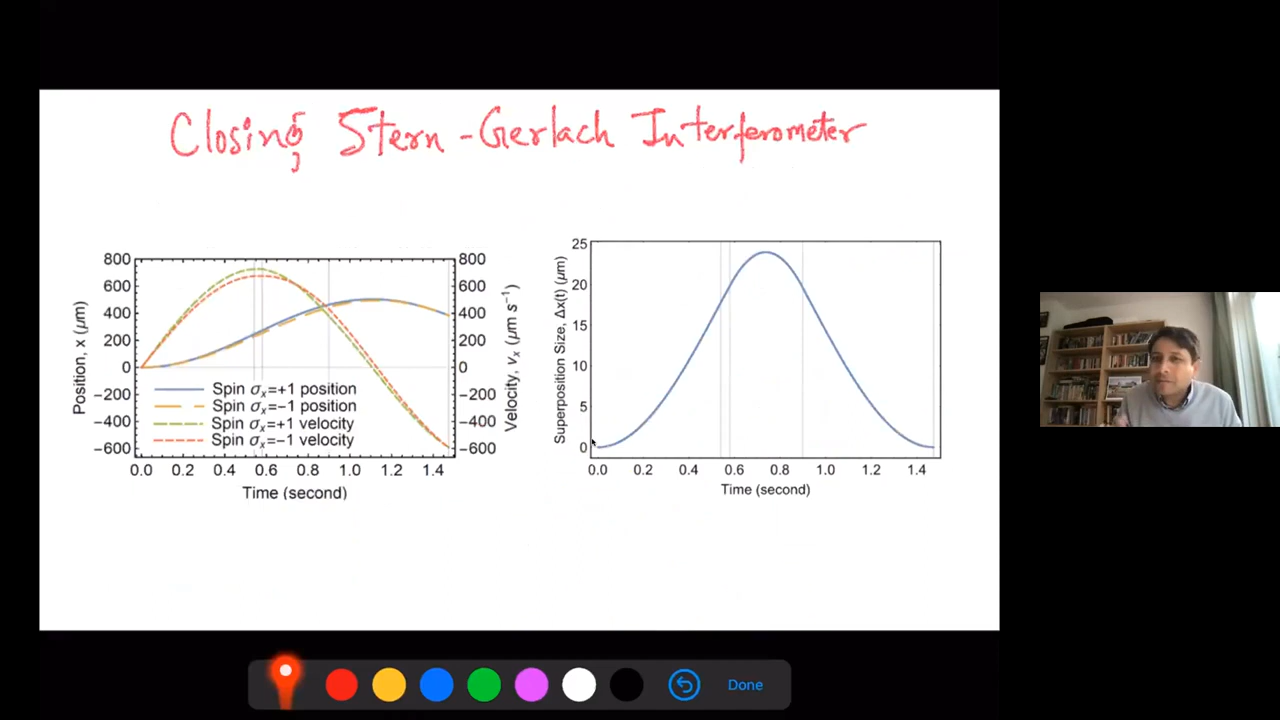 Closing Stern-Gerlach Interferometer
800
600
400
200
0
−200
−400
−600
Position, x (μm)
800
600
400
200
0
−200
−400
−600
Velocity, vₓ (μm s⁻¹)
Spin σₓ=+1 position
Spin σₓ=−1 position
Spin σₓ=+1 velocity
Spin σₓ=−1 velocity
0.0 0.2 0.4 0.6 0.8 1.0 1.2 1.4
Time (second)
25
20
15
10
5
0
Superposition Size, Δx(t) (μm)
0.0 0.2 0.4 0.6 0.8 1.0 1.2 1.4
Time (second)
Done